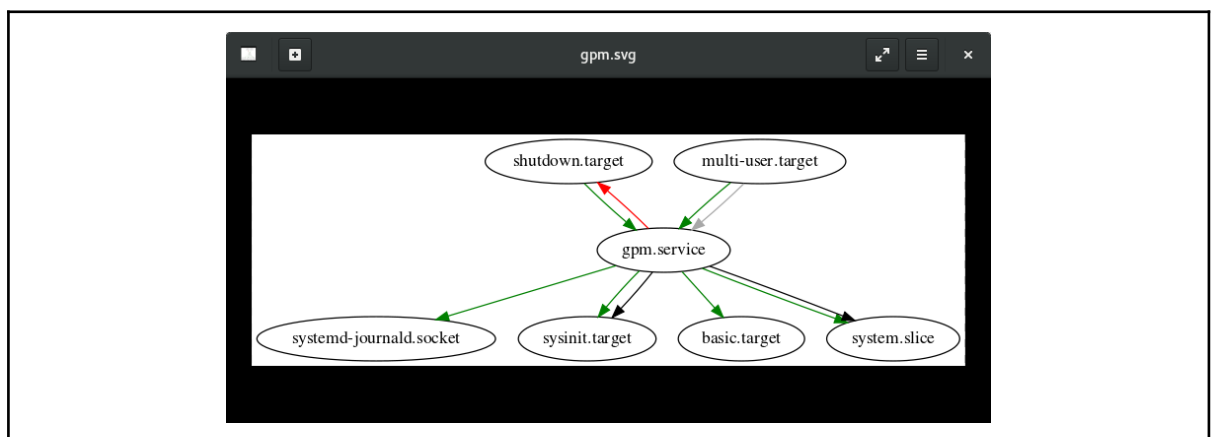 gpm.svg
shutdown.target
multi-user.target
gpm.service
systemd-journald.socket
sysinit.target
basic.target
system.slice